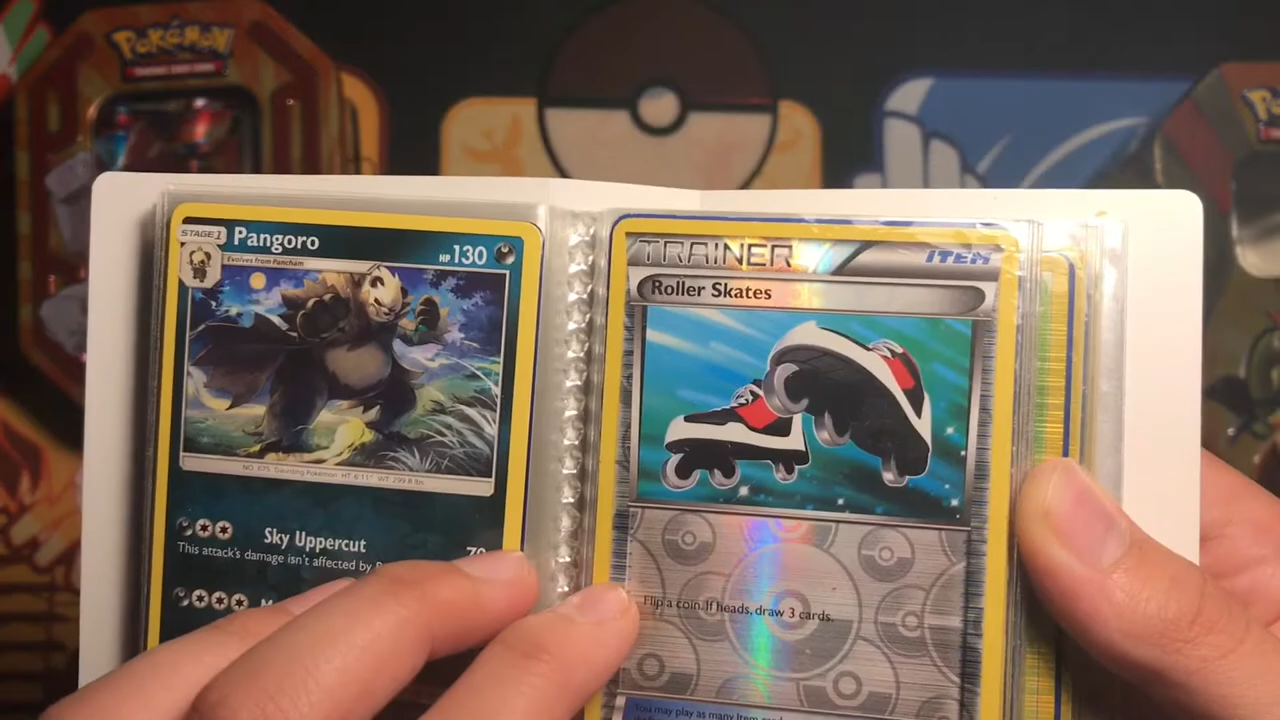 POKéMON
STAGE 1
Pangoro
HP 130
Evolves from Pancham
NO. 675 Daunting Pokémon HT: 6'11" WT: 299.8 lbs.
Sky Uppercut
This attack's damage isn't affected by
TRAINER
ITEM
Roller Skates
Flip a coin. If heads, draw 3 cards.
You may play as many Item